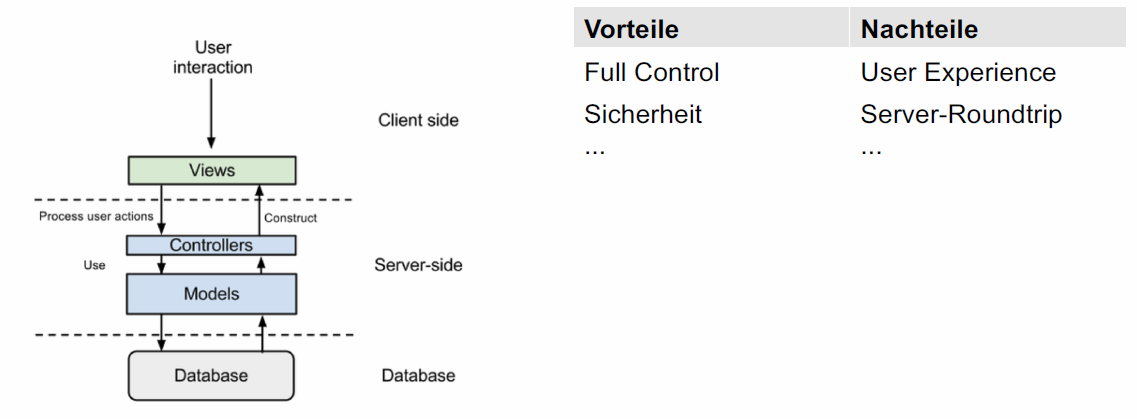 User
interaction
Client side
Views
Process user actions
Construct
Controllers
Use
Server-side
Models
Database
Database
Vorteile Nachteile
Full Control User Experience
Sicherheit Server-Roundtrip
... ...